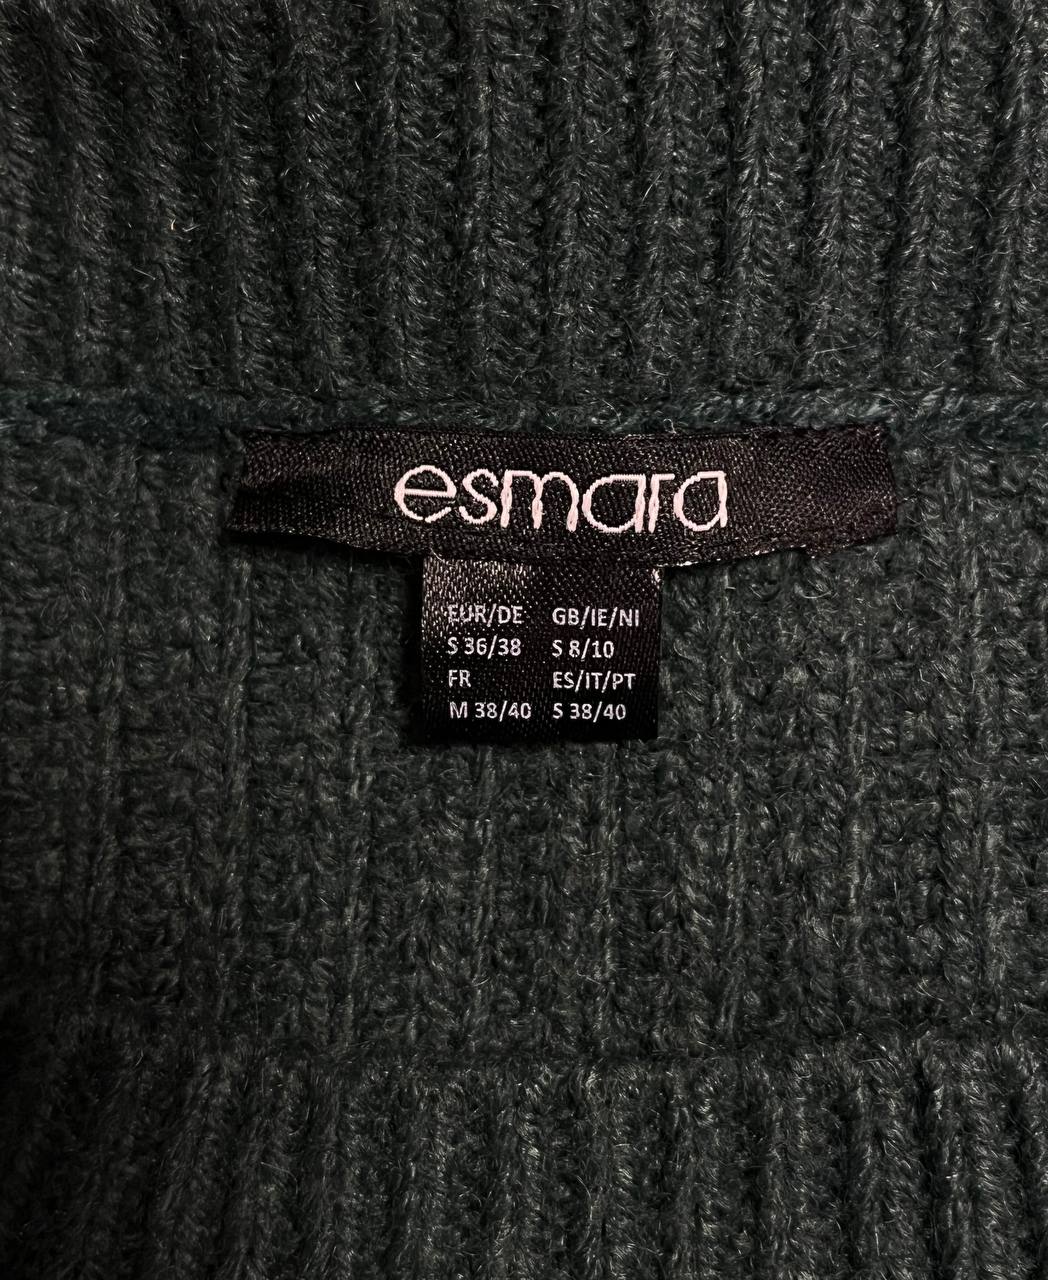 esmara
EUR/DE GB/IE/NI
S 36/38 S 8/10
FR ES/IT/PT
M 38/40 S 38/40